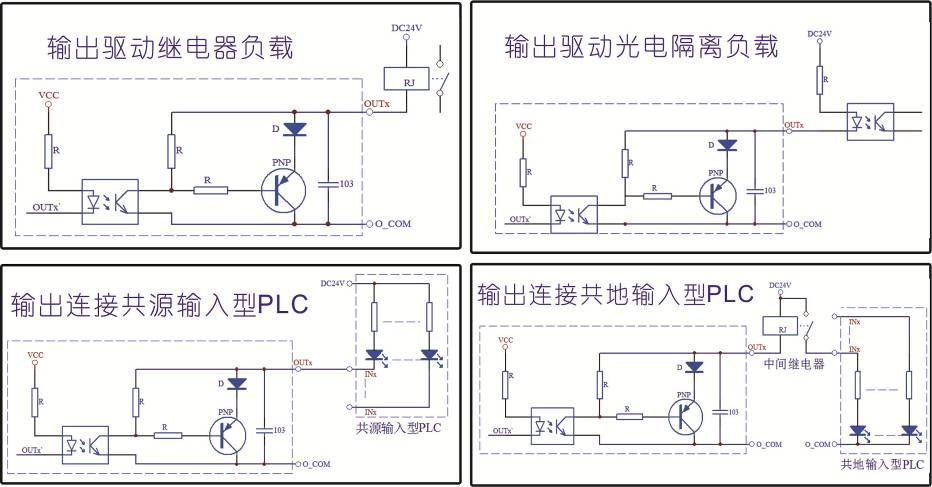 输出驱动继电器负载
DC24V
RJ
OUTx
VCC
R
R
D
PNP
R
103
OUTx'
O_COM
输出驱动光电隔离负载
DC24V
R
OUTx
VCC
R
R
D
PNP
R
103
OUTx'
O_COM
输出连接共源输入型PLC
DC24V
OUTx
VCC
R
R
D
PNP
R
103
OUTx'
O_COM
INx
INx
共源输入型PLC
输出连接共地输入型PLC
DC24V
RJ
中间继电器
OUTx
VCC
R
R
D
PNP
R
103
OUTx'
O_COM
INx
INx
O_COM
共地输入型PLC